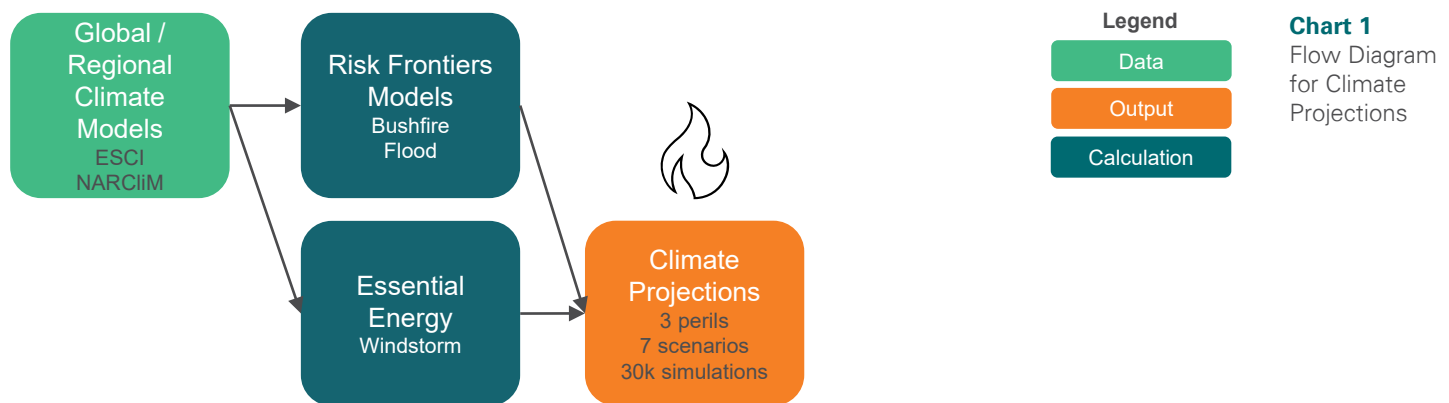 Global /
Regional
Climate
Models
ESCI
NARCliM
Risk Frontiers
Models
Bushfire
Flood
Essential
Energy
Windstorm
Climate
Projections
3 perils
7 scenarios
30k simulations
Legend
Data
Output
Calculation
Chart 1
Flow Diagram
for Climate
Projections